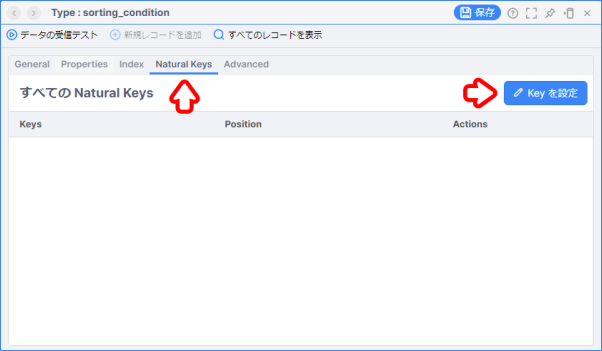 Type : sorting_condition
保存
データの受信テスト
新規レコードを追加
すべてのレコードを表示
General
Properties
Index
Natural Keys
Advanced
すべての Natural Keys
Key を設定
Keys
Position
Actions